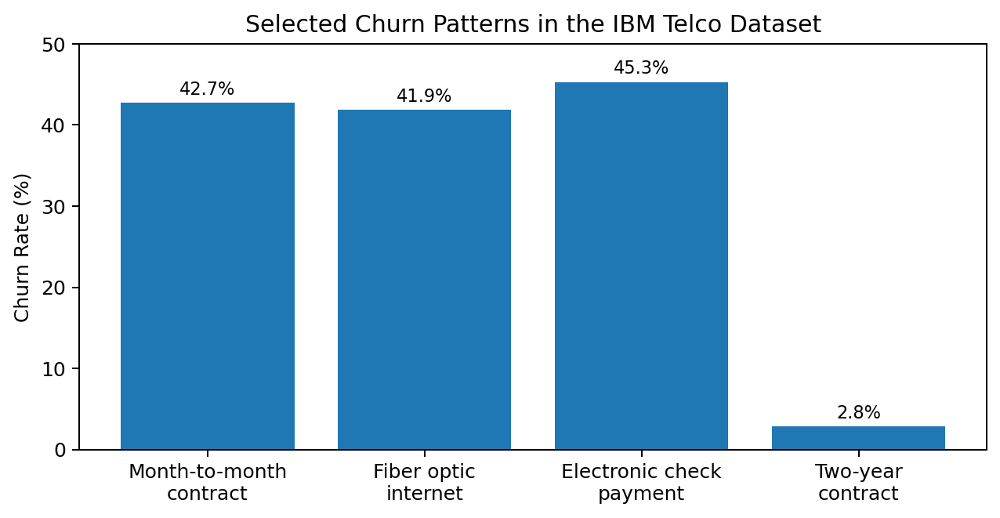 Selected Churn Patterns in the IBM Telco Dataset
Churn Rate (%)
50
40
30
20
10
0
42.7%
41.9%
45.3%
2.8%
Month-to-month
contract
Fiber optic
internet
Electronic check
payment
Two-year
contract